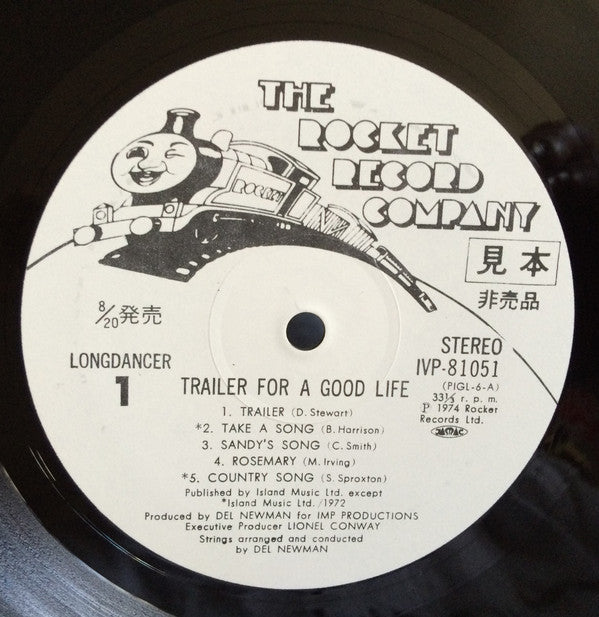 THE
ROCKET
RECORD
COMPANY
ROCKET
見本
非売品
8/20発売
LONGDANCER
1
STEREO
IVP-81051
(PIGL-6-A)
33⅓ r. p. m.
Ⓟ 1974 Rocket
Records Ltd.
JASRAC
TRAILER FOR A GOOD LIFE
1. TRAILER (D. Stewart)
*2. TAKE A SONG (B. Harrison)
3. SANDY'S SONG (C. Smith)
4. ROSEMARY (M. Irving)
*5. COUNTRY SONG (S. Sproxton)
Published by Island Music Ltd. except
*Island Music Ltd./1972
Produced by DEL NEWMAN for IMP PRODUCTIONS
Executive Producer LIONEL CONWAY
Strings arranged and conducted
by DEL NEWMAN